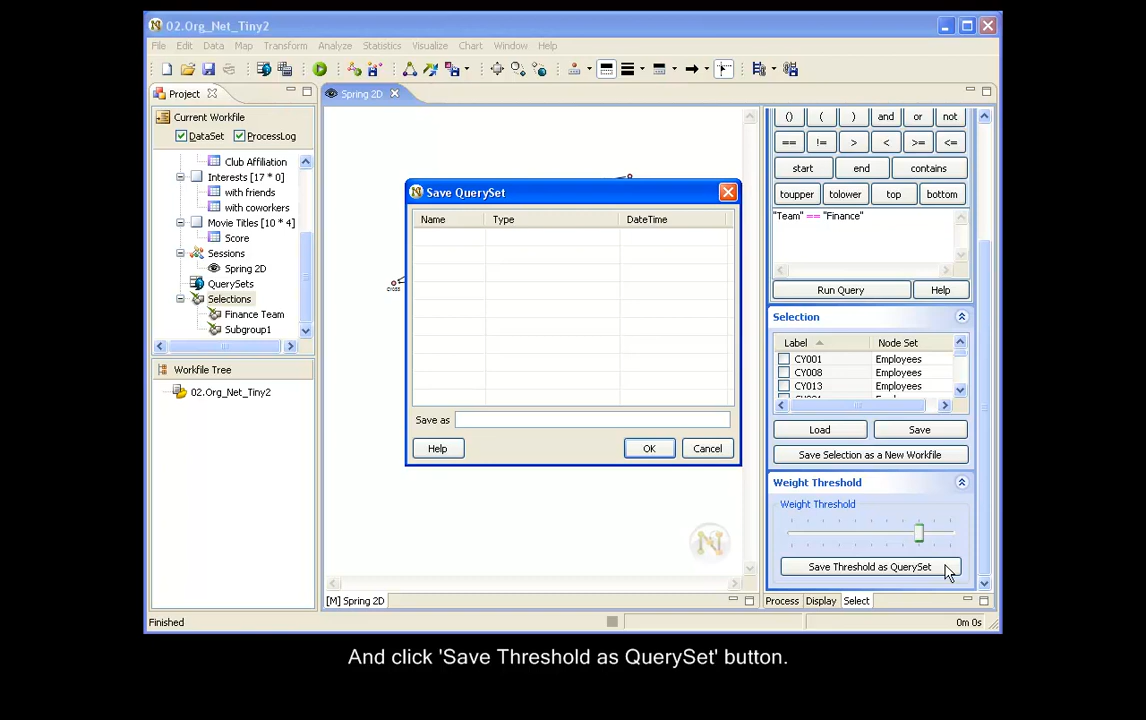 02.Org_Net_Tiny2
File Edit Data Map Transform Analyze Statistics Visualize Chart Window Help
Project
Current Workfile
DataSet ProcessLog
Club Affiliation
Interests [17 * 0]
with friends
with coworkers
Movie Titles [10 * 4]
Score
Sessions
Spring 2D
QuerySets
Selections
Finance Team
Subgroup1
Workfile Tree
02.Org_Net_Tiny2
Spring 2D
Save QuerySet
Name Type DateTime
Save as
Help OK Cancel
[M] Spring 2D
() ( ) and or not
== != > < >= <=
start end contains
toupper tolower top bottom
"Team" == "Finance"
Run Query Help
Selection
Label Node Set
CY001 Employees
CY008 Employees
CY013 Employees
Load Save
Save Selection as a New Workfile
Weight Threshold
Weight Threshold
Save Threshold as QuerySet
Process Display Select
Finished 0m 0s
And click 'Save Threshold as QuerySet' button.